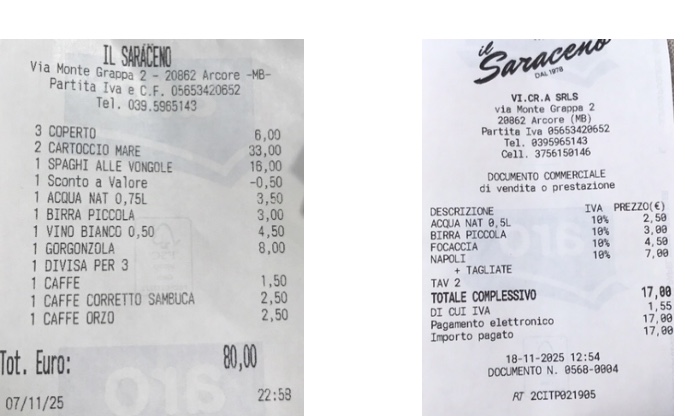 IL SARACENO
Via Monte Grappa 2 - 20862 Arcore -MB-
Partita Iva e C.F. 05653420652
Tel. 039.5965143
3 COPERTO 6,00
2 CARTOCCIO MARE 33,00
1 SPAGHI ALLE VONGOLE 16,00
1 Sconto a Valore -0,50
1 ACQUA NAT 0,75L 3,50
1 BIRRA PICCOLA 3,00
1 VINO BIANCO 0,50 4,50
1 GORGONZOLA 8,00
1 DIVISA PER 3
1 CAFFE 1,50
1 CAFFE CORRETTO SAMBUCA 2,50
1 CAFFE ORZO 2,50
Tot. Euro: 80,00
07/11/25 22:58
il
Saraceno
DAL 1978
VI.CR.A SRLS
via Monte Grappa 2
20862 Arcore (MB)
Partita Iva 05653420652
Tel. 0395965143
Cell. 3756150146
DOCUMENTO COMMERCIALE
di vendita o prestazione
DESCRIZIONE IVA PREZZO(€)
ACQUA NAT 0,5L 10% 2,50
BIRRA PICCOLA 10% 3,00
FOCACCIA 10% 4,50
NAPOLI 10% 7,00
+ TAGLIATE
TAV 2
TOTALE COMPLESSIVO 17,00
DI CUI IVA 1,55
Pagamento elettronico 17,00
Importo pagato 17,00
18-11-2025 12:54
DOCUMENTO N. 0568-0004
RT 2CITP021905